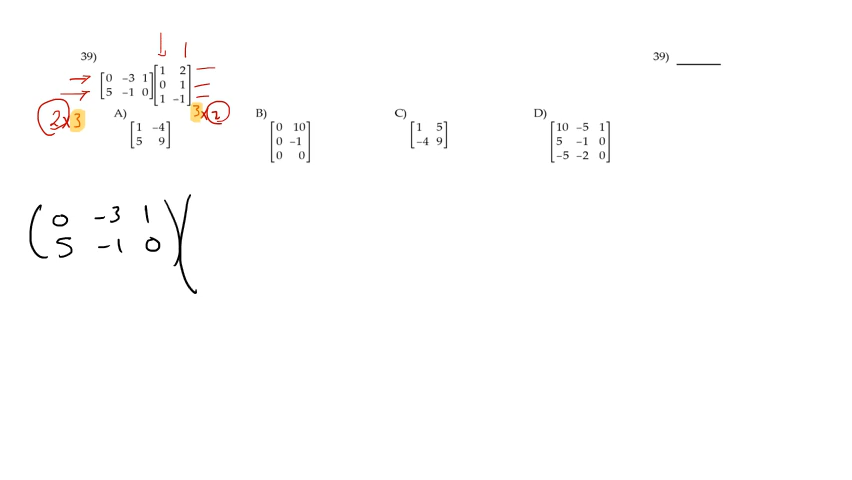 39)
39) ______
[0 -3 1
5 -1 0] [1 2
0 1
1 -1]
2x3
3x2
A)
[1 -4
5 9]
B)
[0 10
0 -1
0 0]
C)
[1 5
-4 9]
D)
[10 -5 1
5 -1 0
-5 -2 0]
(0 -3 1
5 -1 0)(